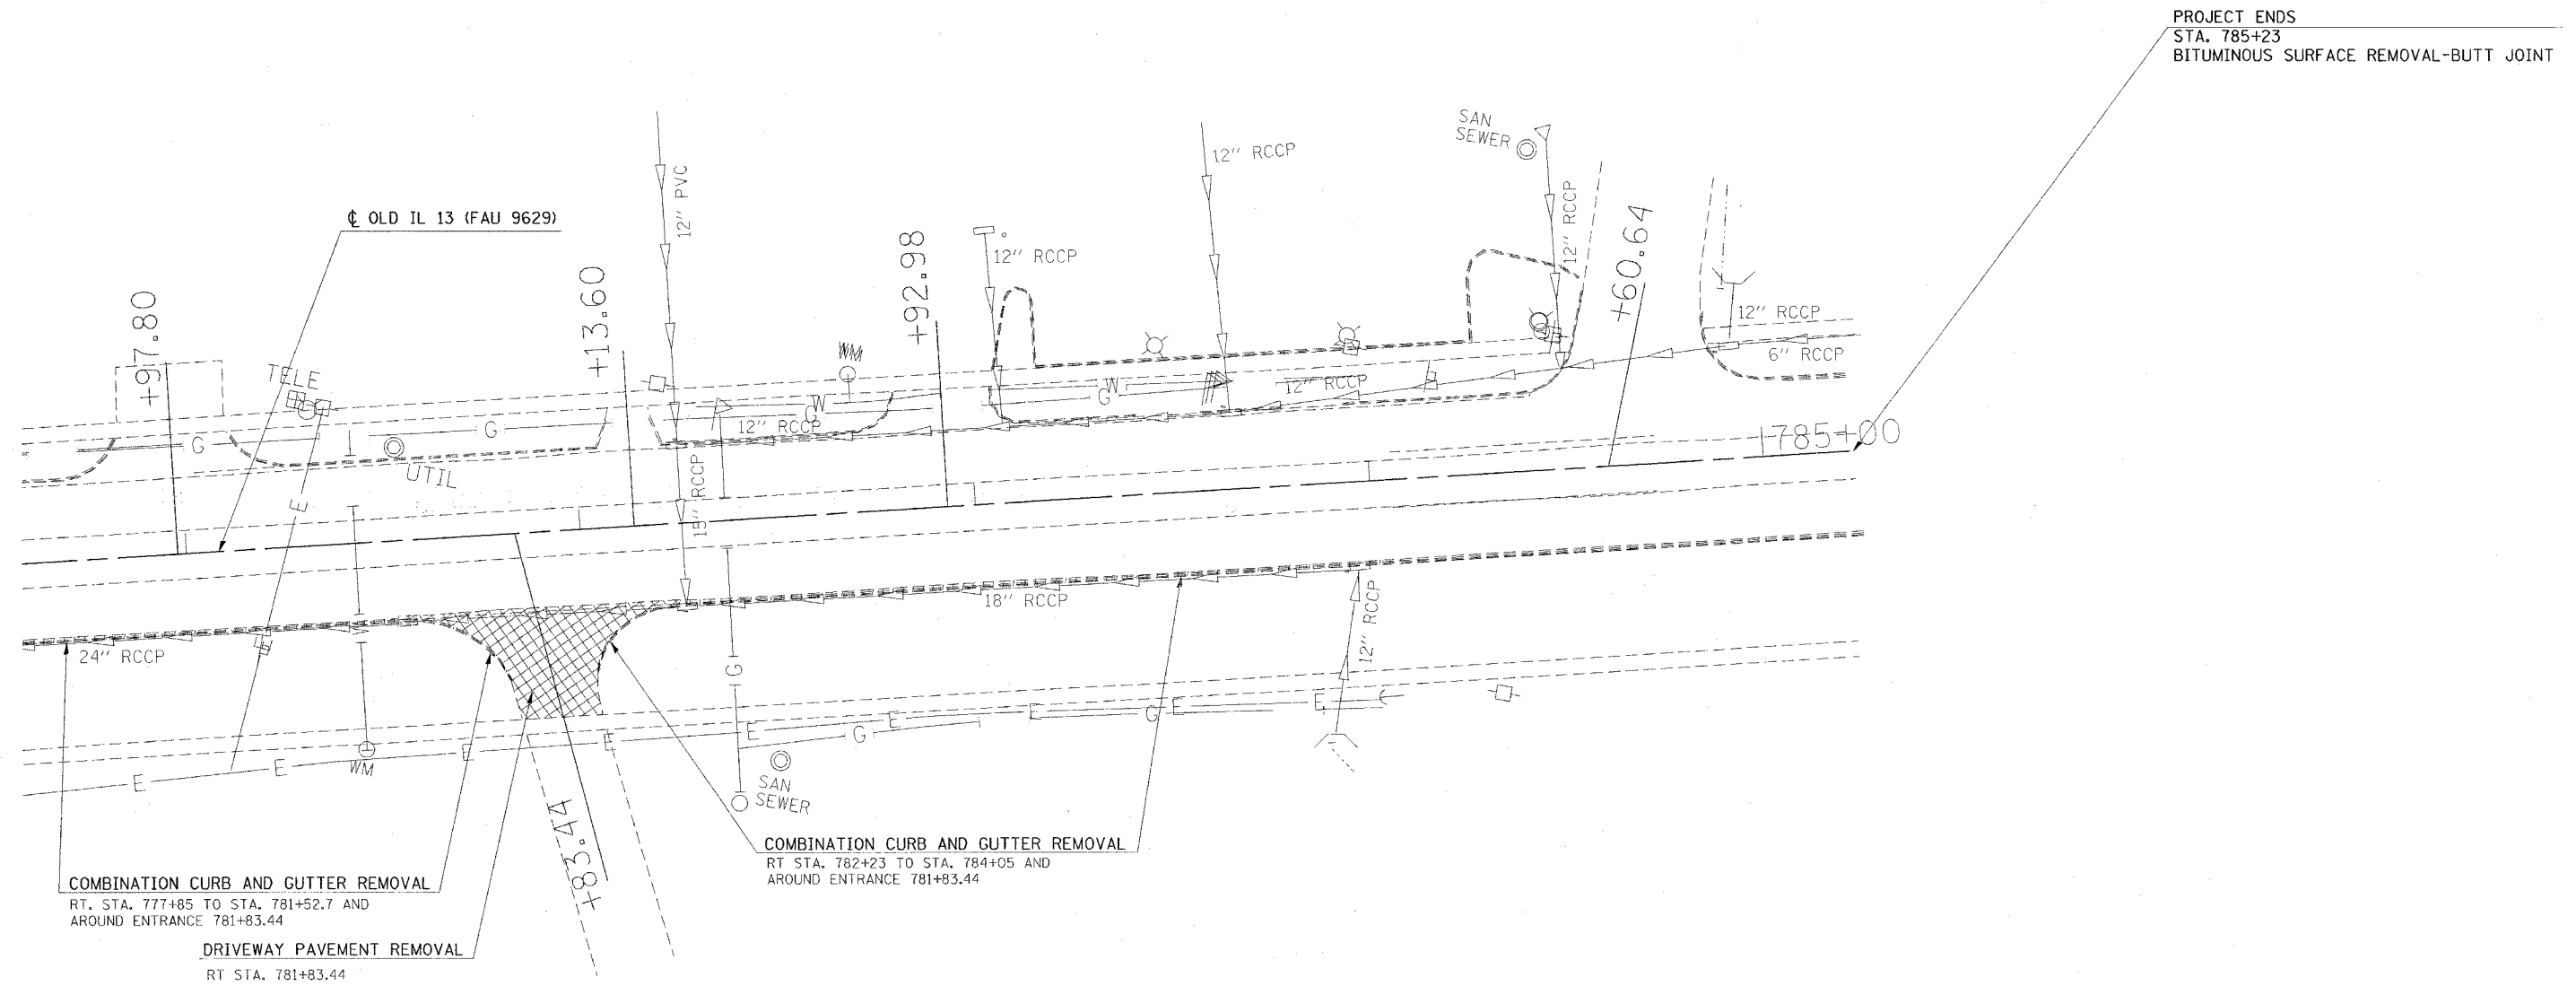 PROJECT ENDS
STA. 785+23
BITUMINOUS SURFACE REMOVAL-BUTT JOINT
SAN
SEWER
12" RCCP
12" PVC
12" RCCP
℄ OLD IL 13 (FAU 9629)
+60.64
+92.98
12" RCCP
+13.60
+97.80
12" RCCP
6" RCCP
WM
TELE
W
12" RCCP
W
G
G
12" RCCP
G
G
785+00
UTIL
15" RCCP
E
18" RCCP
12" RCCP
24" RCCP
G
E
E
G
E
E
E
G
E
E
E
E
WM
SAN
SEWER
+83.44
COMBINATION CURB AND GUTTER REMOVAL
RT STA. 782+23 TO STA. 784+05 AND
AROUND ENTRANCE 781+83.44
COMBINATION CURB AND GUTTER REMOVAL
RT. STA. 777+85 TO STA. 781+52.7 AND
AROUND ENTRANCE 781+83.44
DRIVEWAY PAVEMENT REMOVAL
RT STA. 781+83.44